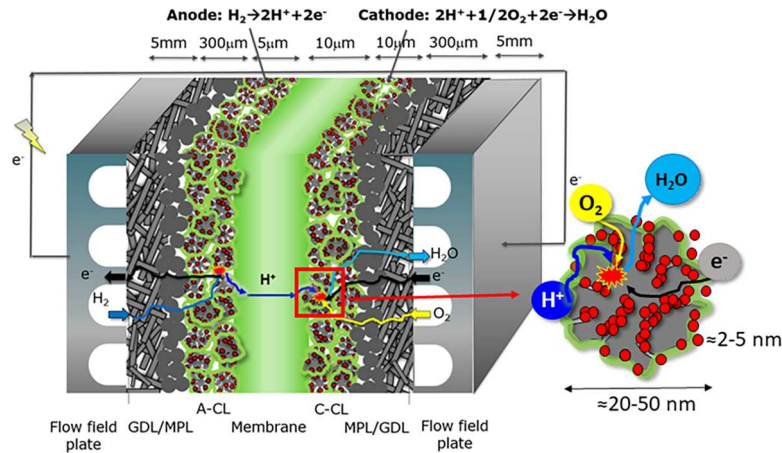 Anode: H₂→2H⁺+2e⁻
Cathode: 2H⁺+1/2O₂+2e⁻→H₂O
5mm 300μm 5μm 10μm 10μm 300μm 5mm
e⁻
e⁻
O₂
H₂O
e⁻
H⁺
≈2-5 nm
≈20-50 nm
e⁻
H₂
H⁺
H₂O
e⁻
O₂
A-CL C-CL
Flow field plate
GDL/MPL
Membrane
MPL/GDL
Flow field plate